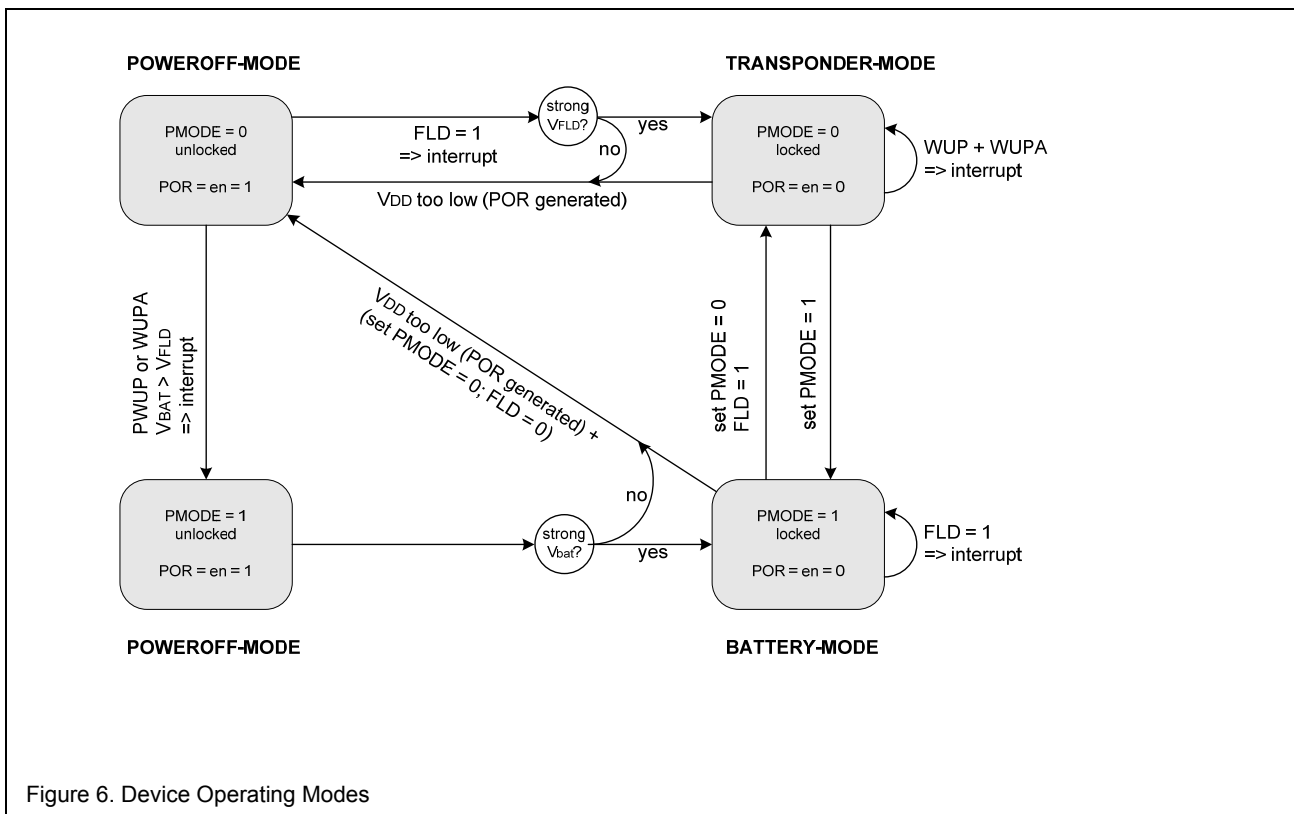 POWEROFF-MODE
TRANSPONDER-MODE
PMODE = 0
unlocked
POR = en = 1
FLD = 1
=> interrupt
strong
VFLD?
yes
no
VDD too low (POR generated)
PMODE = 0
locked
POR = en = 0
WUP + WUPA
=> interrupt
PWUP or WUPA
VBAT > VFLD
=> interrupt
VDD too low (POR generated) +
(set PMODE = 0; FLD = 0)
set PMODE = 0
FLD = 1
set PMODE = 1
PMODE = 1
unlocked
POR = en = 1
strong
Vbat?
no
yes
PMODE = 1
locked
POR = en = 0
FLD = 1
=> interrupt
POWEROFF-MODE
BATTERY-MODE
Figure 6. Device Operating Modes